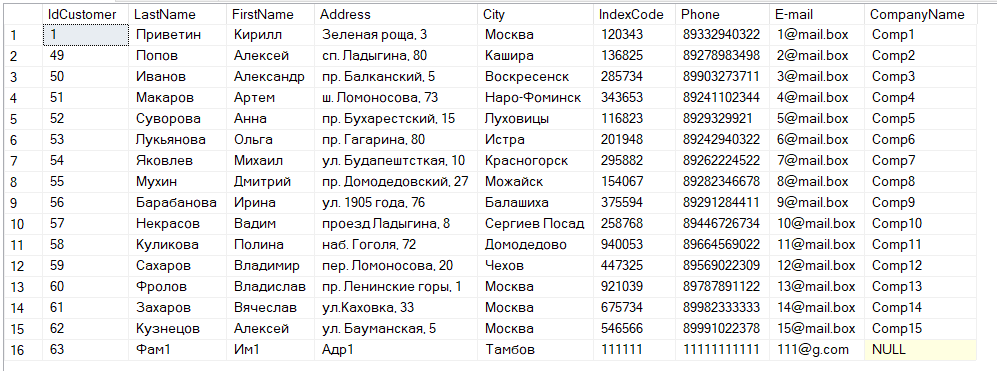 IdCustomer LastName FirstName Address City IndexCode Phone E-mail CompanyName
1 1 Приветин Кирилл Зеленая роща, 3 Москва 120343 89332940322 1@mail.box Comp1
2 49 Попов Алексей сп. Ладыгина, 80 Кашира 136825 89278983498 2@mail.box Comp2
3 50 Иванов Александр пр. Балканский, 5 Воскресенск 285734 89903273711 3@mail.box Comp3
4 51 Макаров Артем ш. Ломоносова, 73 Наро-Фоминск 343653 89241102344 4@mail.box Comp4
5 52 Суворова Анна пр. Бухарестский, 15 Луховицы 116823 8929329921 5@mail.box Comp5
6 53 Лукьянова Ольга пр. Гагарина, 80 Истра 201948 89242940322 6@mail.box Comp6
7 54 Яковлев Михаил ул. Будапештсткая, 10 Красногорск 295882 89262224522 7@mail.box Comp7
8 55 Мухин Дмитрий пр. Домодедовский, 27 Можайск 154067 89282346678 8@mail.box Comp8
9 56 Барабанова Ирина ул. 1905 года, 76 Балашиха 375594 89291284411 9@mail.box Comp9
10 57 Некрасов Вадим проезд Ладыгина, 8 Сергиев Посад 258768 89446726734 10@mail.box Comp10
11 58 Куликова Полина наб. Гоголя, 72 Домодедово 940053 89664569022 11@mail.box Comp11
12 59 Сахаров Владимир пер. Ломоносова, 20 Чехов 447325 89569022309 12@mail.box Comp12
13 60 Фролов Владислав пр. Ленинские горы, 1 Москва 921039 89787891122 13@mail.box Comp13
14 61 Захаров Вячеслав ул.Каховка, 33 Москва 675734 89982333333 14@mail.box Comp14
15 62 Кузнецов Алексей ул. Бауманская, 5 Москва 546566 89991022378 15@mail.box Comp15
16 63 Фам1 Им1 Адр1 Тамбов 111111 11111111111 111@g.com NULL